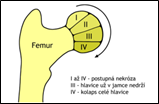 I
II
III
IV
Femur
I až IV - postupná nekróza
III - hlavice už v jamce nedrží
IV - kolaps celé hlavice